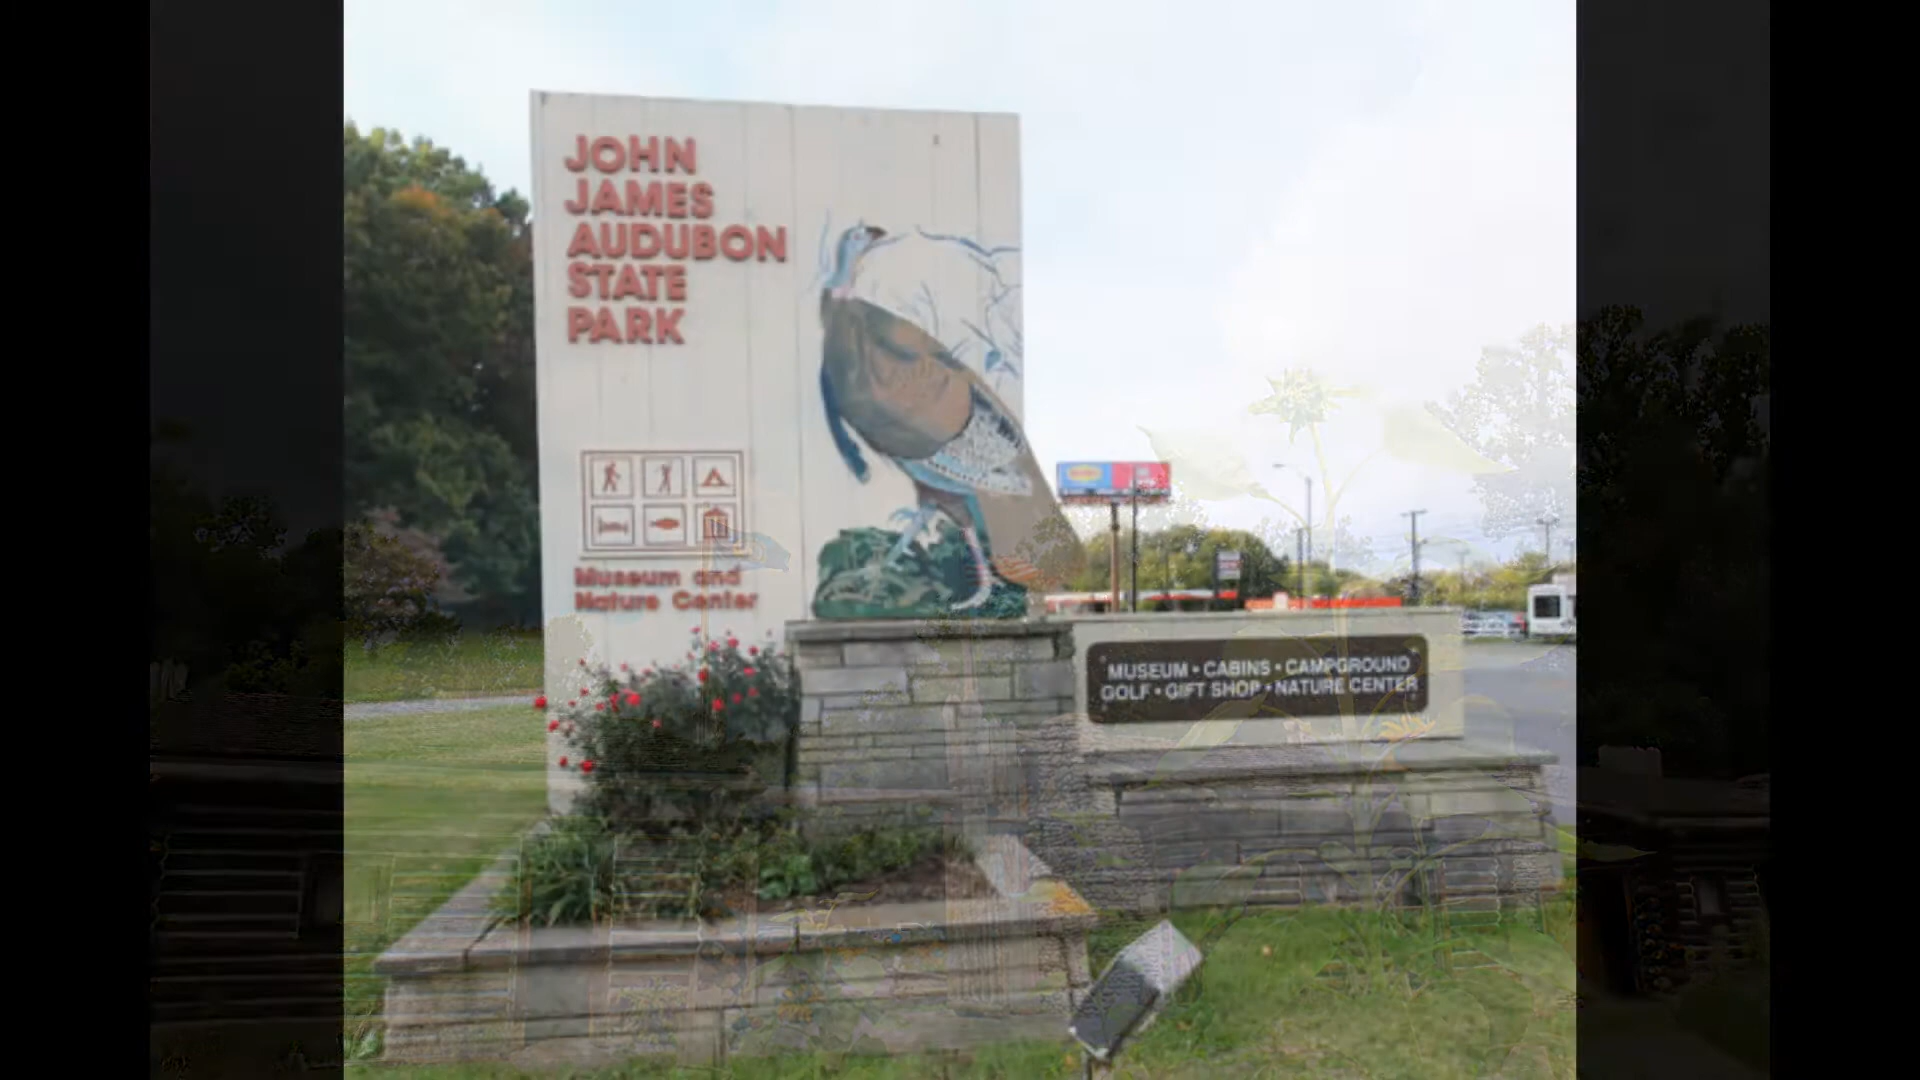 JOHN
JAMES
AUDUBON
STATE
PARK
Museum and
Nature Center
MUSEUM • CABINS • CAMPGROUND
GOLF • GIFT SHOP • NATURE CENTER